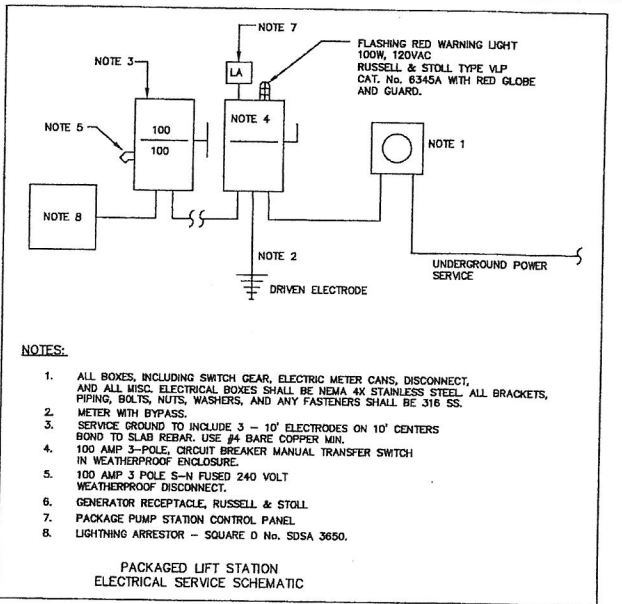 NOTE 7
FLASHING RED WARNING LIGHT
100W, 120VAC
RUSSELL & STOLL TYPE VLP
CAT. No. 6345A WITH RED GLOBE
AND GUARD.
NOTE 3
LA
NOTE 5
100
100
NOTE 4
NOTE 1
NOTE 8
NOTE 2
DRIVEN ELECTRODE
UNDERGROUND POWER
SERVICE
NOTES:
1. ALL BOXES, INCLUDING SWITCH GEAR, ELECTRIC METER CANS, DISCONNECT,
AND ALL MISC. ELECTRICAL BOXES SHALL BE NEMA 4X STAINLESS STEEL. ALL BRACKETS,
PIPING, BOLTS, NUTS, WASHERS, AND ANY FASTENERS SHALL BE 316 SS.
2. METER WITH BYPASS.
3. SERVICE GROUND TO INCLUDE 3 - 10' ELECTRODES ON 10' CENTERS
BOND TO SLAB REBAR. USE #4 BARE COPPER MIN.
4. 100 AMP 3-POLE, CIRCUIT BREAKER MANUAL TRANSFER SWITCH
IN WEATHERPROOF ENCLOSURE.
5. 100 AMP 3 POLE S-N FUSED 240 VOLT
WEATHERPROOF DISCONNECT.
6. GENERATOR RECEPTACLE, RUSSELL & STOLL
7. PACKAGE PUMP STATION CONTROL PANEL
8. LIGHTNING ARRESTOR - SQUARE D No. SDSA 3650.
PACKAGED LIFT STATION
ELECTRICAL SERVICE SCHEMATIC